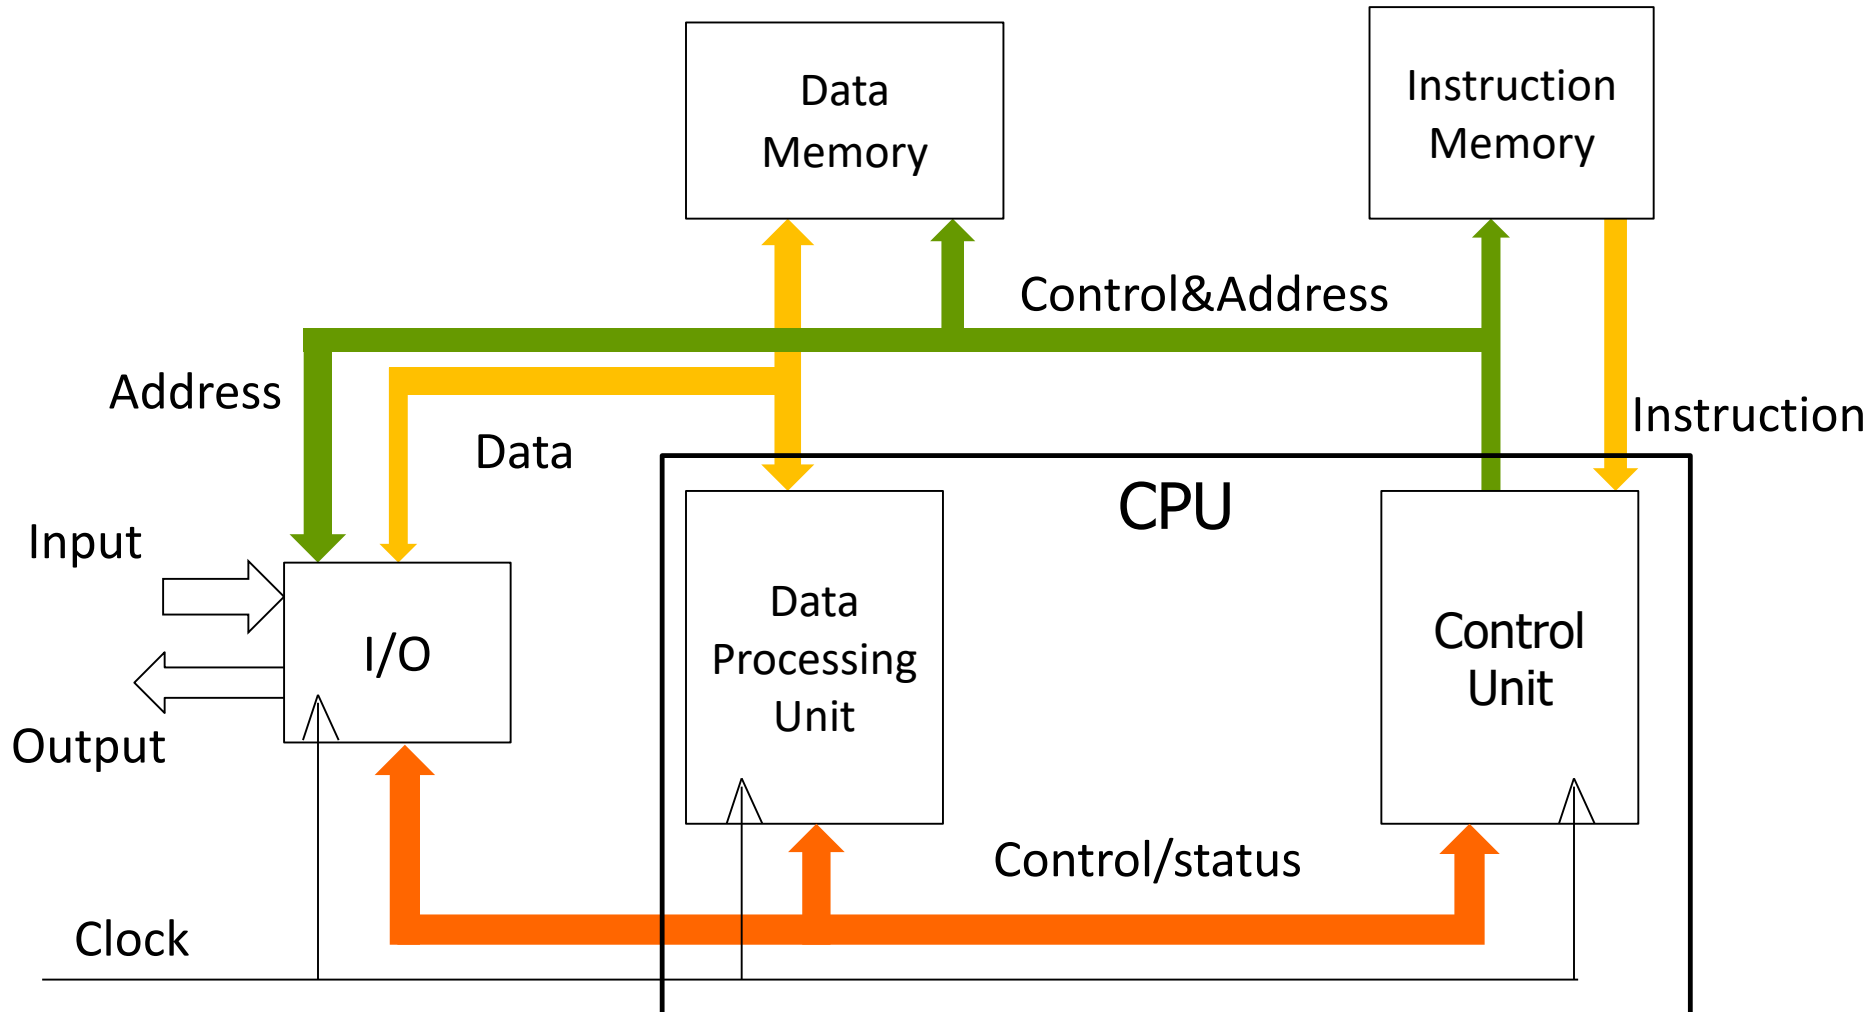 Data
Memory
Instruction
Memory
Control&Address
Address
Data
Instruction
CPU
Input
I/O
Output
Data
Processing
Unit
Control
Unit
Control/status
Clock